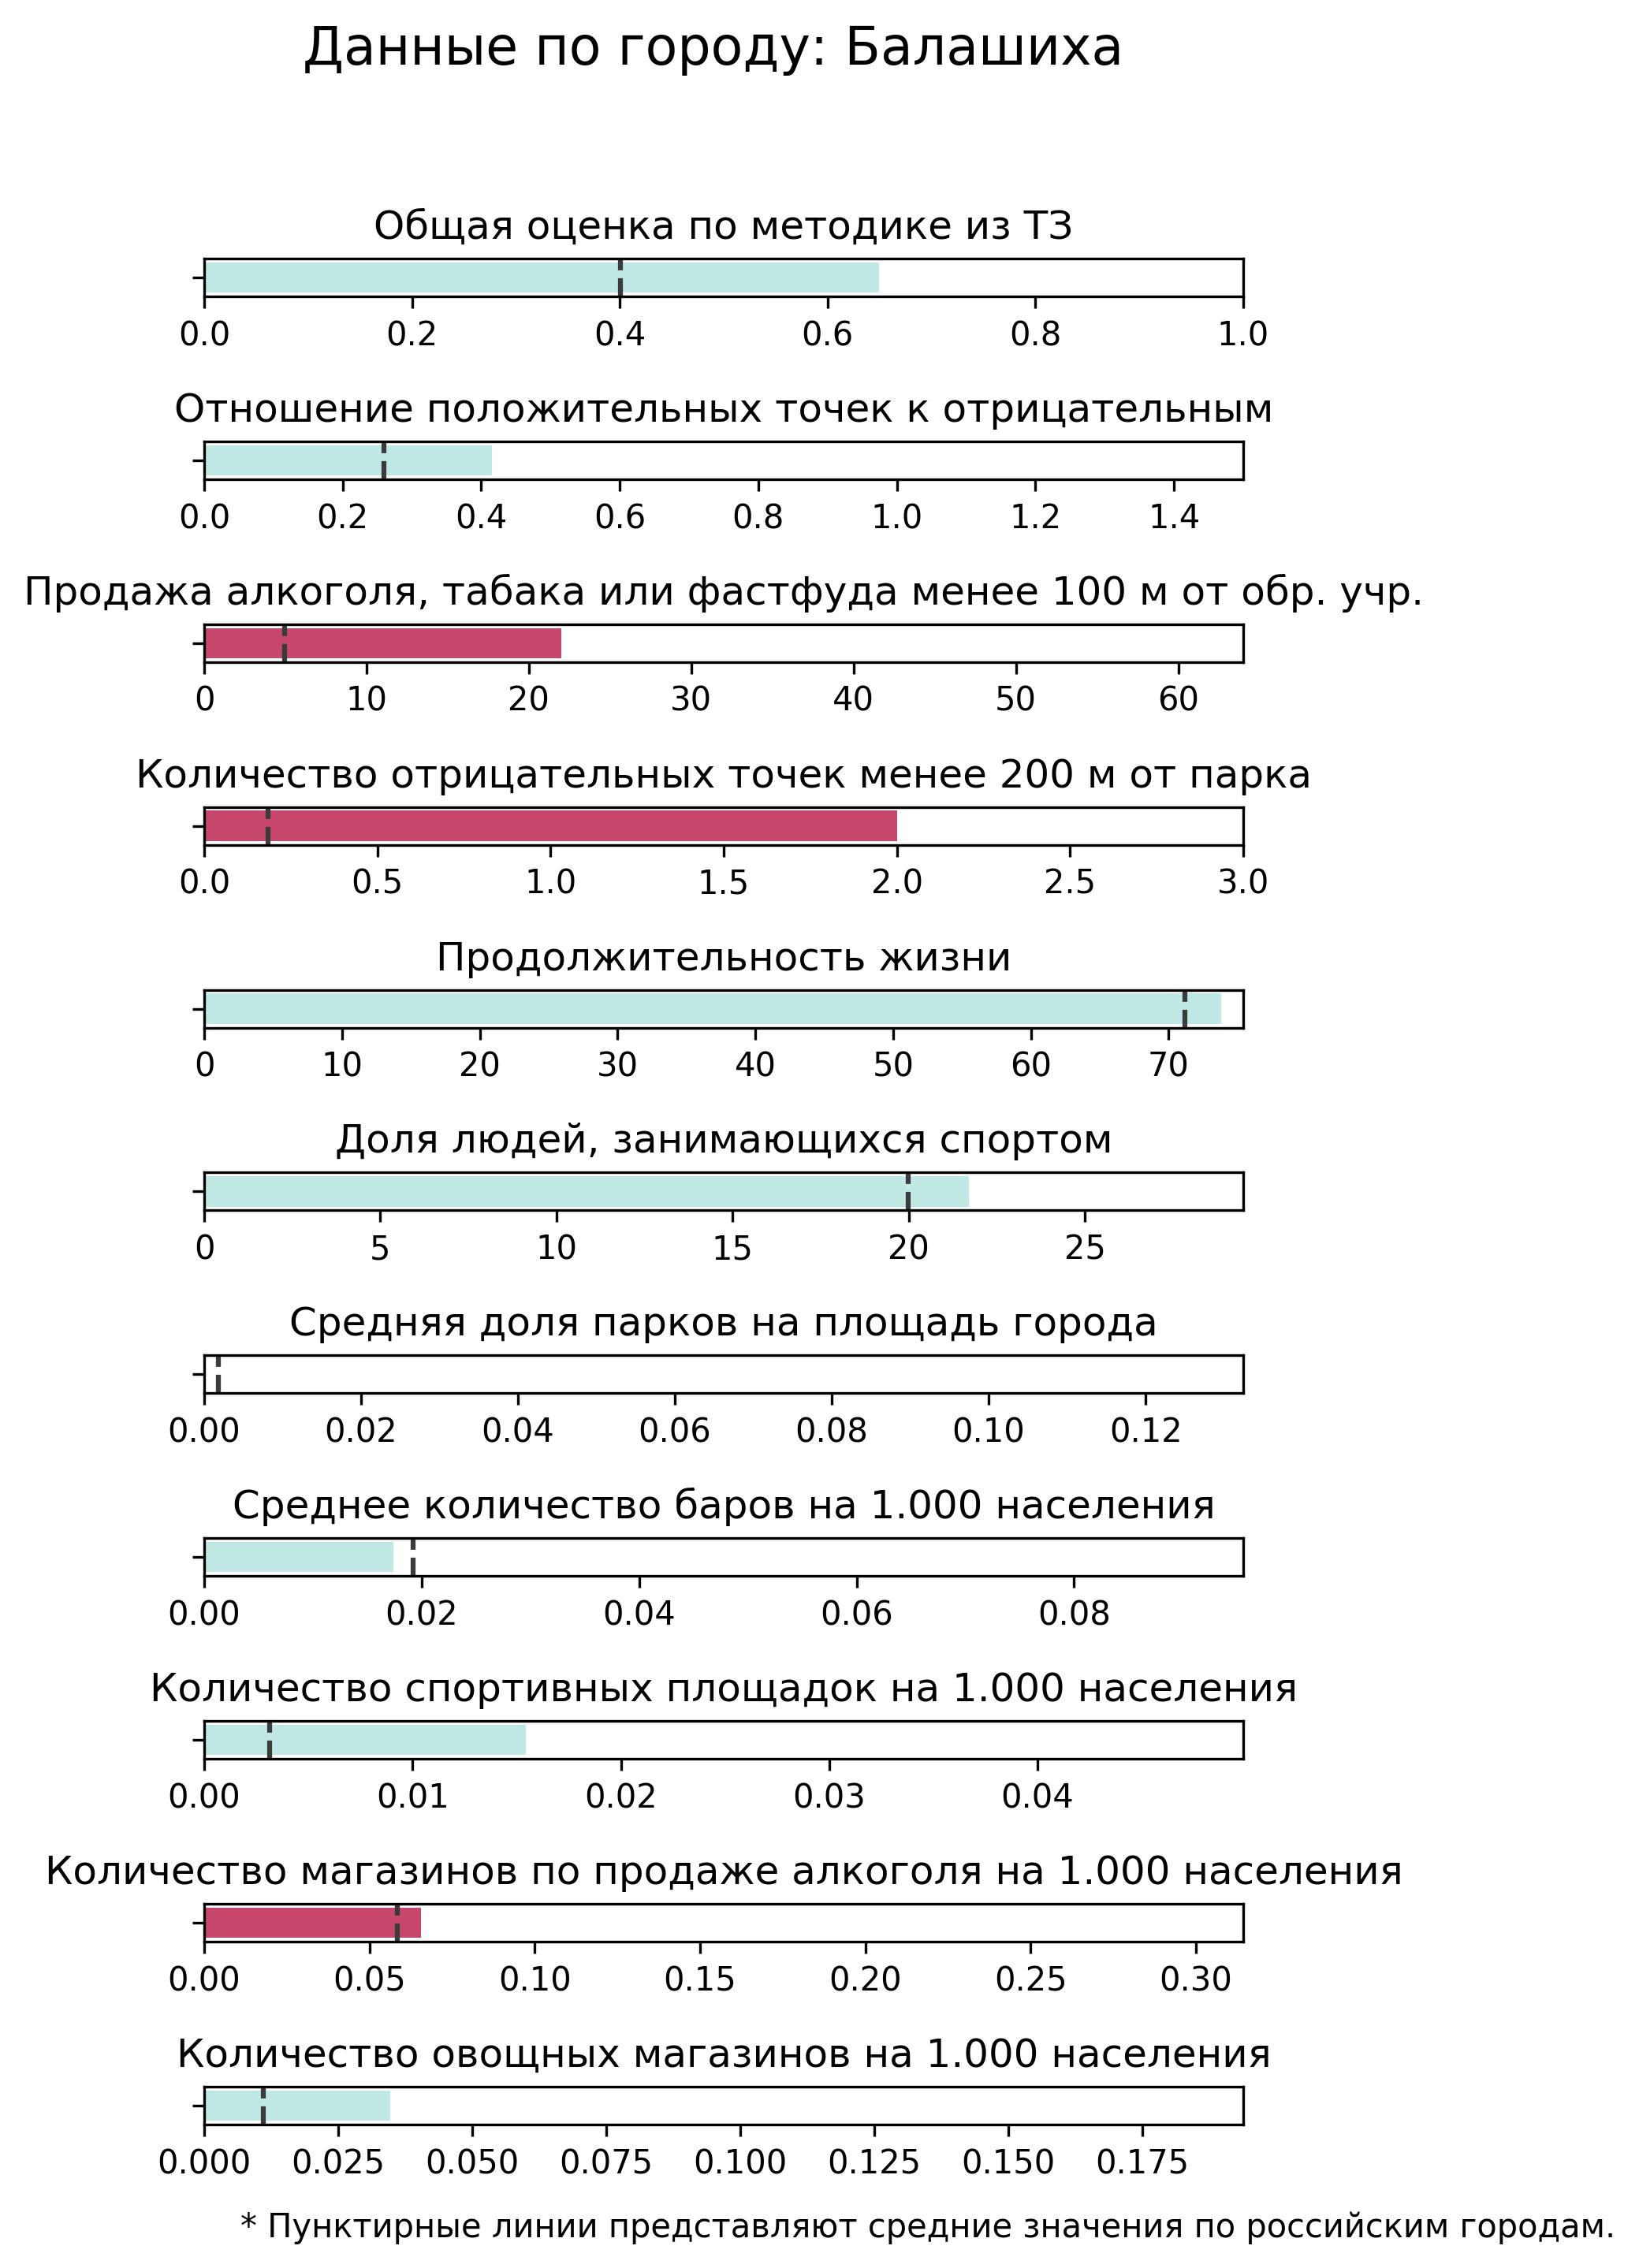 Данные по городу: Балашиха
Общая оценка по методике из ТЗ
0.0 0.2 0.4 0.6 0.8 1.0
Отношение положительных точек к отрицательным
0.0 0.2 0.4 0.6 0.8 1.0 1.2 1.4
Продажа алкоголя, табака или фастфуда менее 100 м от обр. учр.
0 10 20 30 40 50 60
Количество отрицательных точек менее 200 м от парка
0.0 0.5 1.0 1.5 2.0 2.5 3.0
Продолжительность жизни
0 10 20 30 40 50 60 70
Доля людей, занимающихся спортом
0 5 10 15 20 25
Средняя доля парков на площадь города
0.00 0.02 0.04 0.06 0.08 0.10 0.12
Среднее количество баров на 1.000 населения
0.00 0.02 0.04 0.06 0.08
Количество спортивных площадок на 1.000 населения
0.00 0.01 0.02 0.03 0.04
Количество магазинов по продаже алкоголя на 1.000 населения
0.00 0.05 0.10 0.15 0.20 0.25 0.30
Количество овощных магазинов на 1.000 населения
0.000 0.025 0.050 0.075 0.100 0.125 0.150 0.175
* Пунктирные линии представляют средние значения по российским городам.